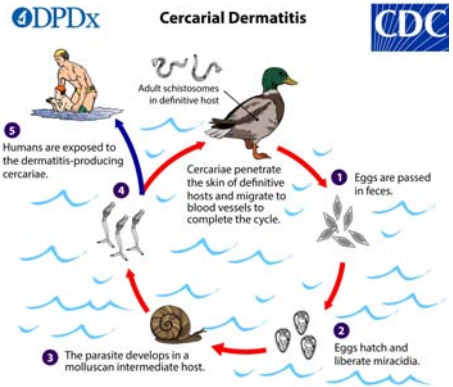 DPDx
Cercarial Dermatitis
CDC
Adult schistosomes
in definitive host
5
Humans are exposed to
the dermatitis-producing
cercariae.
4
Cercariae penetrate
the skin of definitive
hosts and migrate to
blood vessels to
complete the cycle.
1 Eggs are passed
in feces.
2
Eggs hatch and
liberate miracidia.
3 The parasite develops in a
molluscan intermediate host.